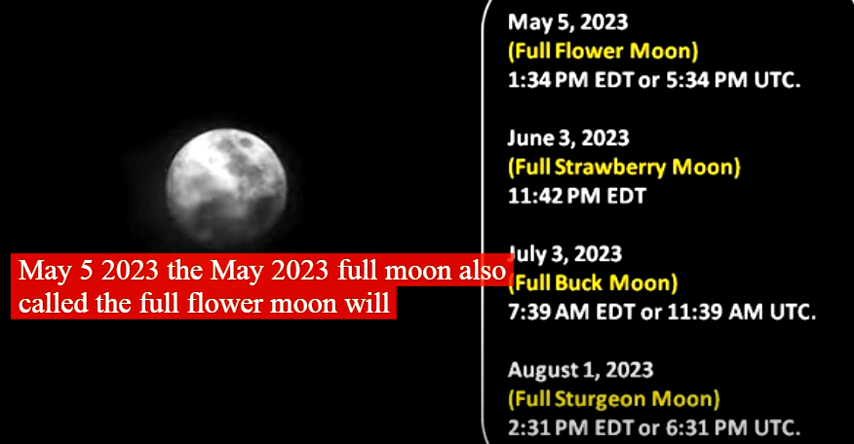 May 5, 2023
(Full Flower Moon)
1:34 PM EDT or 5:34 PM UTC.
June 3, 2023
(Full Strawberry Moon)
11:42 PM EDT
July 3, 2023
(Full Buck Moon)
7:39 AM EDT or 11:39 AM UTC.
August 1, 2023
(Full Sturgeon Moon)
2:31 PM EDT or 6:31 PM UTC.
May 5 2023 the May 2023 full moon also
called the full flower moon will